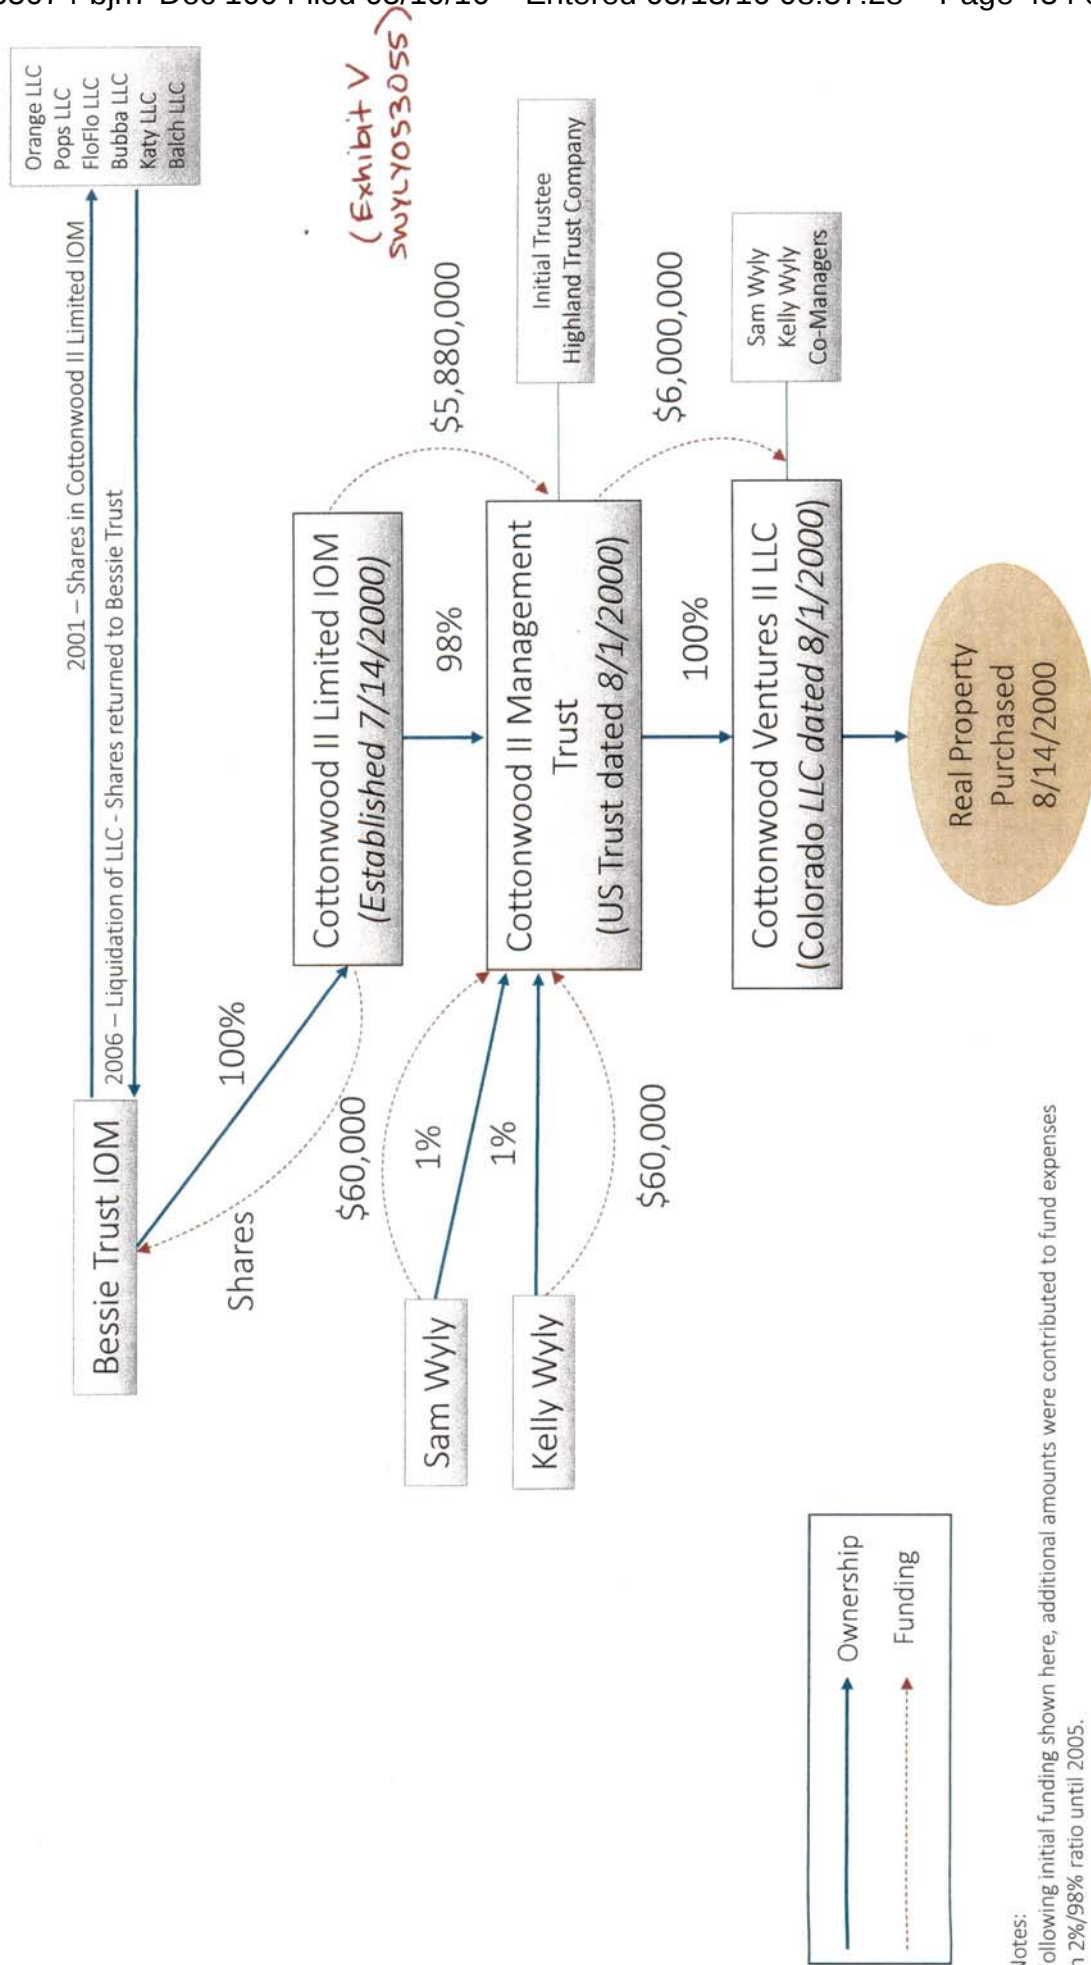 Orange LLC
Pops LLC
FloFlo LLC
Bubba LLC
Katy LLC
Balch LLC
2001 – Shares in Cottonwood II Limited IOM
2006 – Liquidation of LLC - Shares returned to Bessie Trust
Bessie Trust IOM
(Exhibit V
SWYLY053055)
100%
Shares
Cottonwood II Limited IOM
(Established 7/14/2000)
$5,880,000
98%
Initial Trustee
Highland Trust Company
$60,000
1%
1%
$60,000
Sam Wyly
Kelly Wyly
Cottonwood II Management
Trust
(US Trust dated 8/1/2000)
$6,000,000
100%
Sam Wyly
Kelly Wyly
Co-Managers
Cottonwood Ventures II LLC
(Colorado LLC dated 8/1/2000)
Real Property
Purchased
8/14/2000
Ownership
Funding
Notes:
ollowing initial funding shown here, additional amounts were contributed to fund expenses
n 2%/98% ratio until 2005.